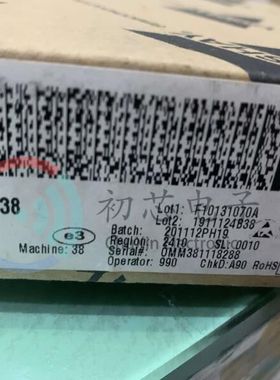 38
Lot1: F10131070A
Lot2: 1911124B38
e3
Batch: 201112PH19
Region: 2410 SL: 0010
Machine: 38
Serial#: OMM381118288
Operator: 990 ChkD: A90 RoHS
初芯电子